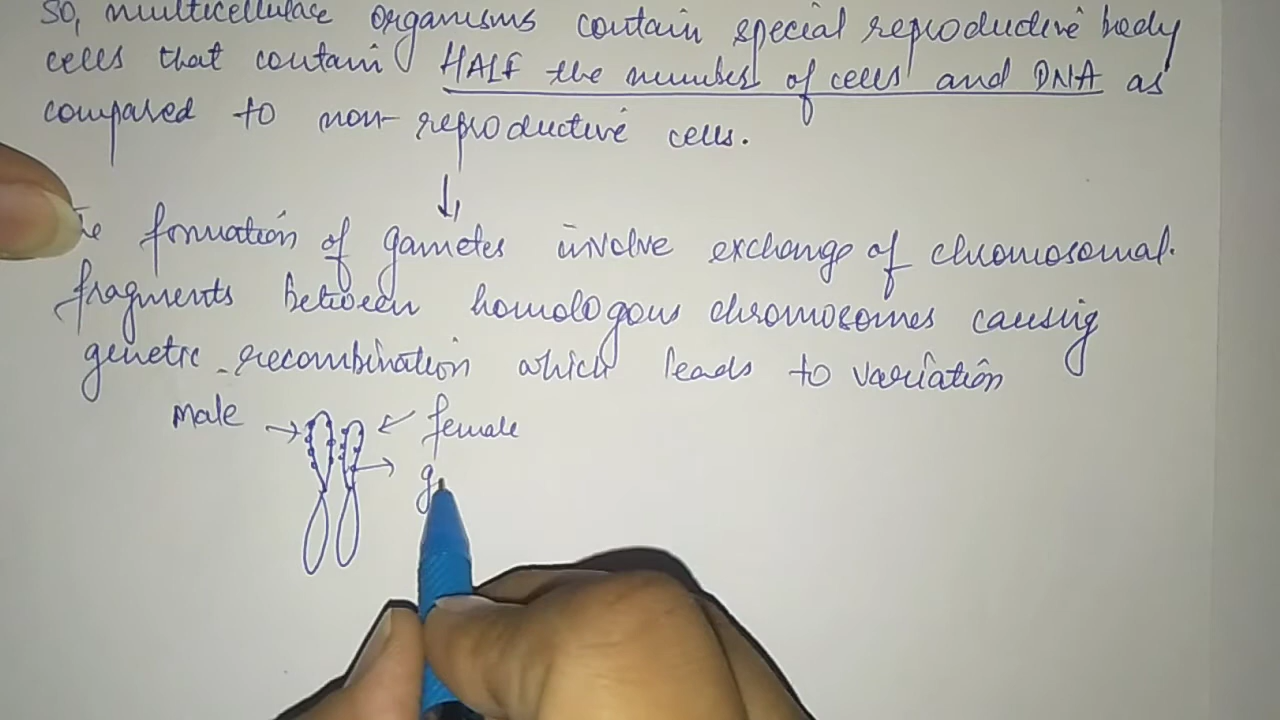 So, multicellular organisms contain special reproductive body
cells that contain HALF the number of cells and DNA as
compared to non-reproductive cells.
formation of gametes involve exchange of chromosomal
fragments between homologous chromosomes causing
genetic recombination which leads to variation
Male female
g